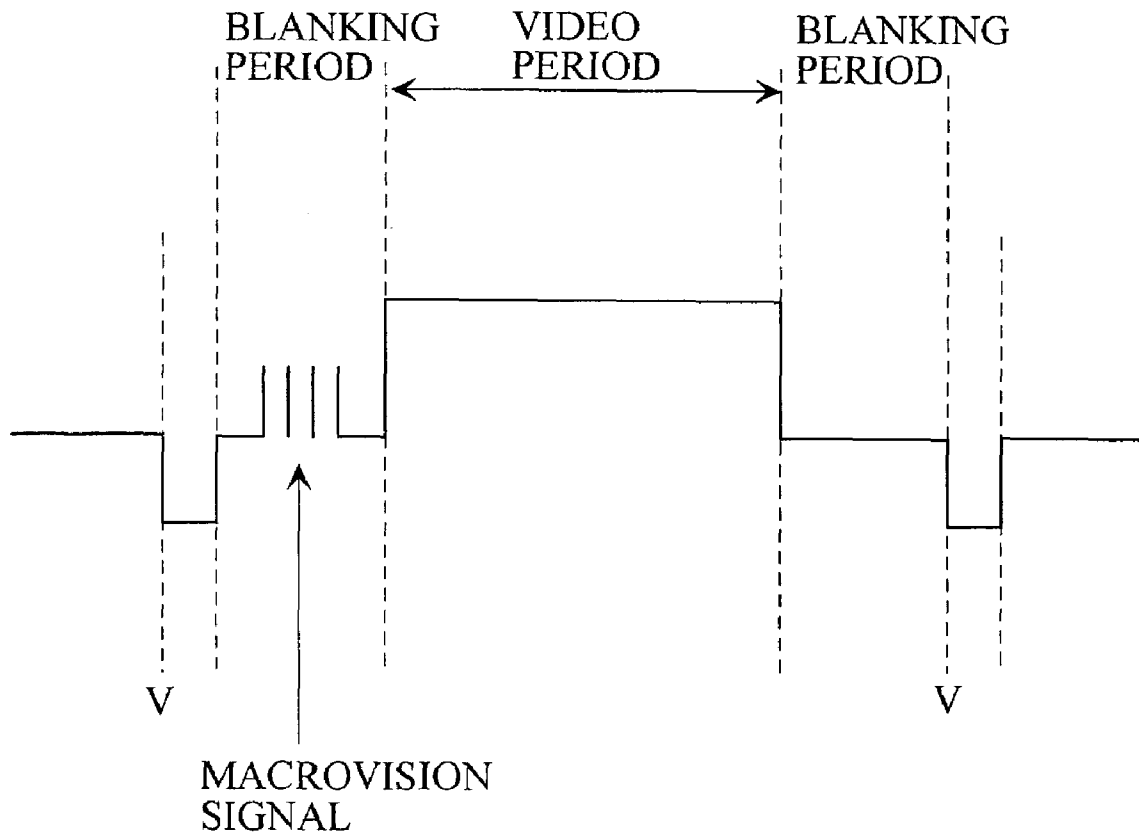 BLANKING
PERIOD
VIDEO
PERIOD
BLANKING
PERIOD
V
V
MACROVISION
SIGNAL